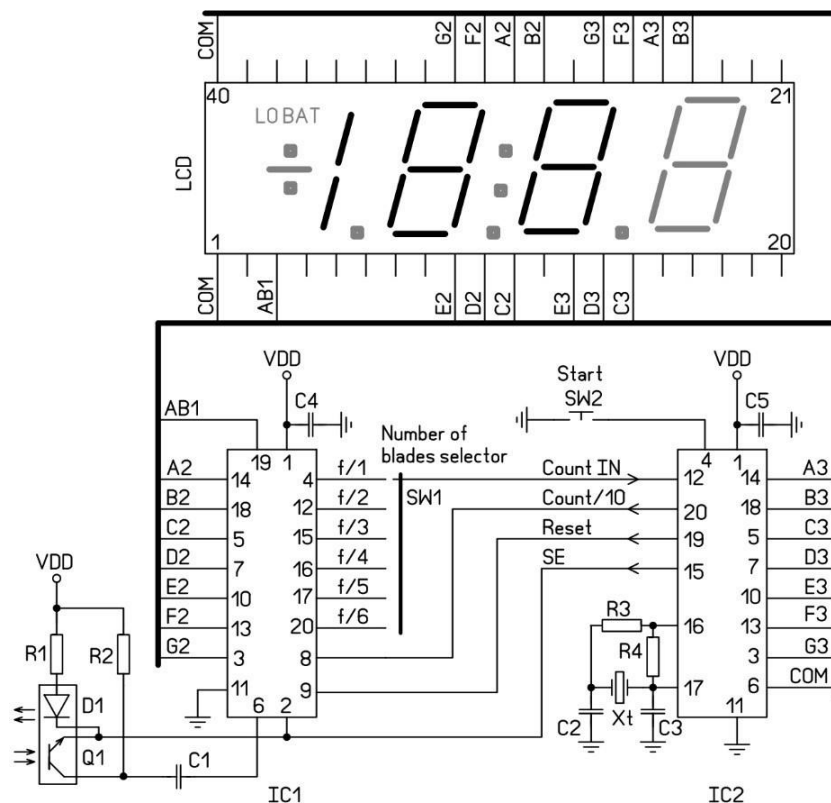 COM G2 F2 A2 B2 G3 F3 A3 B3
40 21
LOBAT
LCD
1 20
COM AB1 E2 D2 C2 E3 D3 C3
VDD Start VDD
C4 SW2 C5
AB1
Number of
blades selector
19 1 4 1
A2 14 4 f/1 SW1 Count IN 12 14 A3
B2 18 12 f/2 Count/10 20 18 B3
C2 5 15 f/3 Reset 19 5 C3
D2 7 16 f/4 SE 15 7 D3
VDD
E2 10 17 f/5 10 E3
F2 13 20 f/6 R3 16 13 F3
G2 3 8 R4 3 G3
R1 R2
11 9 17 6 COM
D1 6 2 Xt 11
C2 C3
Q1 C1
IC1 IC2